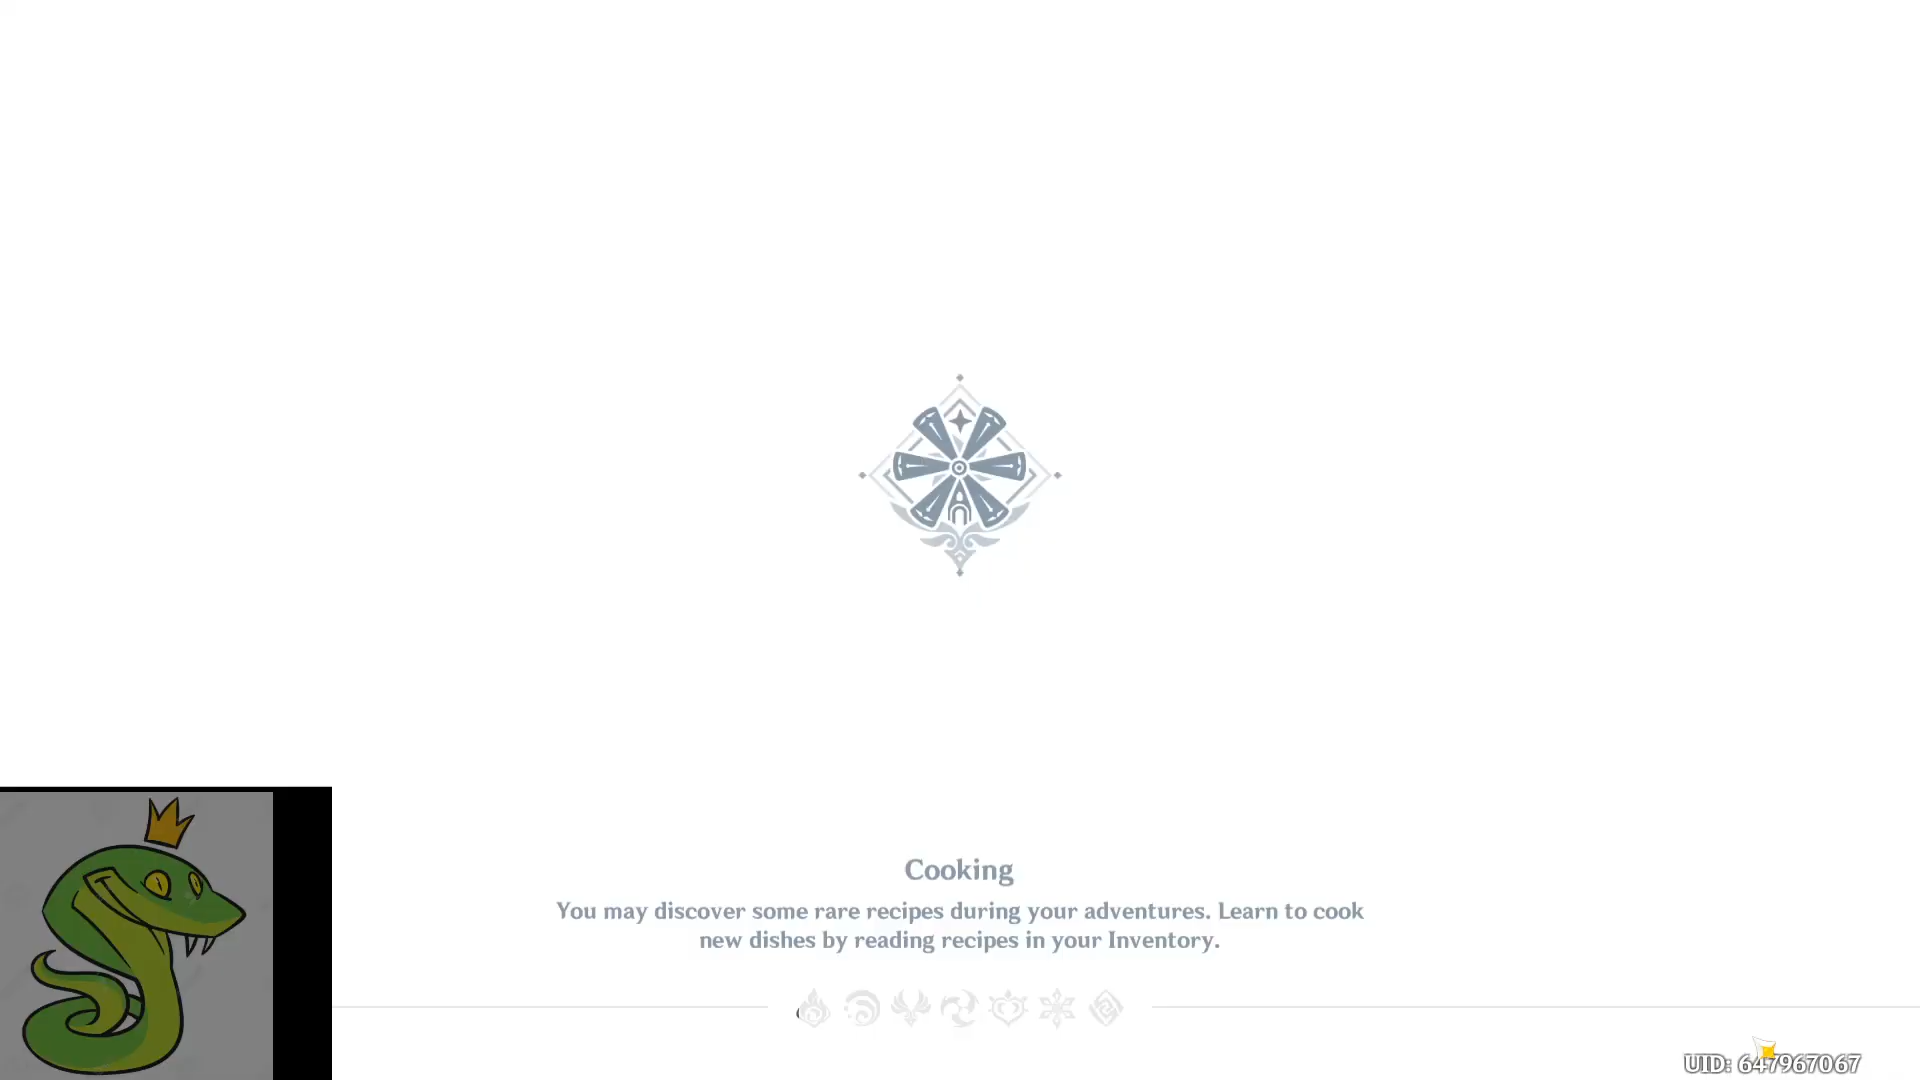 Cooking
You may discover some rare recipes during your adventures. Learn to cook
new dishes by reading recipes in your Inventory.
UID: 647967067